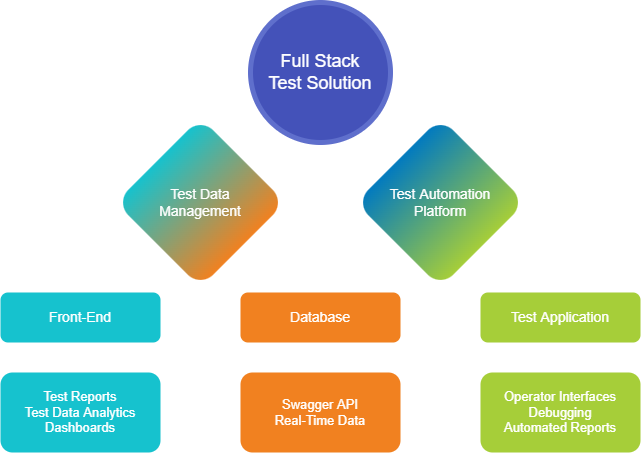 Full Stack
Test Solution
Test Data
Management
Test Automation
Platform
Front-End
Database
Test Application
Test Reports
Test Data Analytics
Dashboards
Swagger API
Real-Time Data
Operator Interfaces
Debugging
Automated Reports